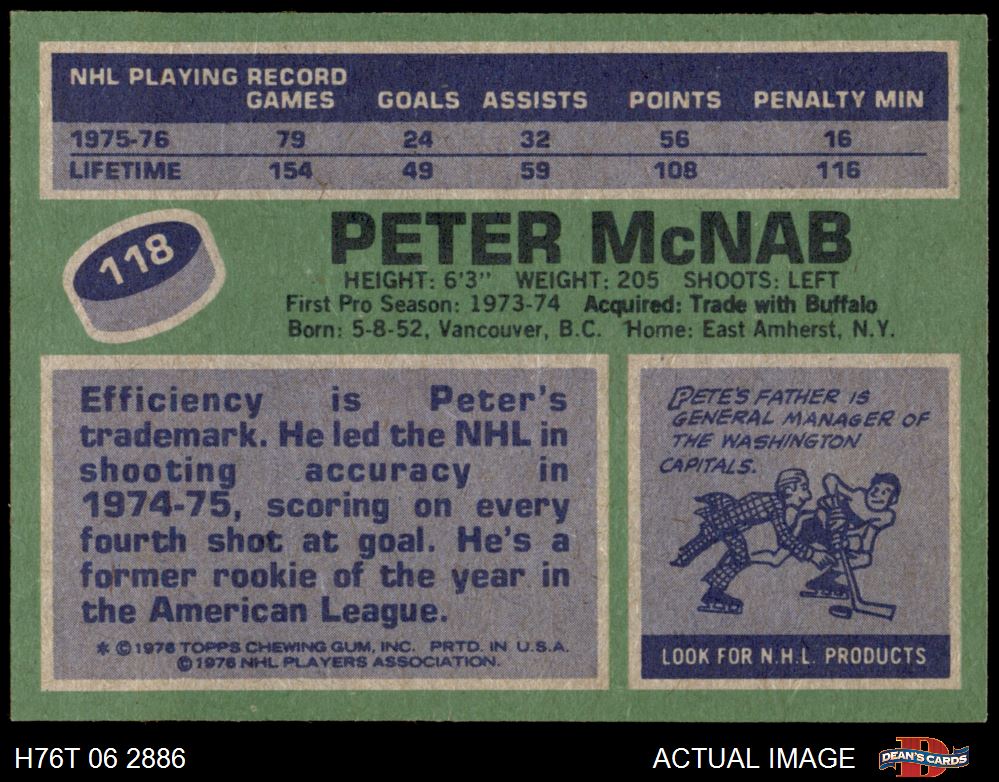 NHL PLAYING RECORD
GAMES GOALS ASSISTS POINTS PENALTY MIN
1975-76 79 24 32 56 16
LIFETIME 154 49 59 108 116
118
PETER McNAB
HEIGHT: 6'3" WEIGHT: 205 SHOOTS: LEFT
First Pro Season: 1973-74 Acquired: Trade with Buffalo
Born: 5-8-52, Vancouver, B.C. Home: East Amherst, N.Y.
Efficiency is Peter's
trademark. He led the NHL in
shooting accuracy in
1974-75, scoring on every
fourth shot at goal. He's a
former rookie of the year in
the American League.
* © 1976 TOPPS CHEWING GUM, INC. PRTD. IN U.S.A.
© 1976 NHL PLAYERS ASSOCIATION.
PETE'S FATHER IS
GENERAL MANAGER OF
THE WASHINGTON
CAPITALS.
LOOK FOR N.H.L. PRODUCTS
H76T 06 2886 ACTUAL IMAGE DEAN'S CARDS